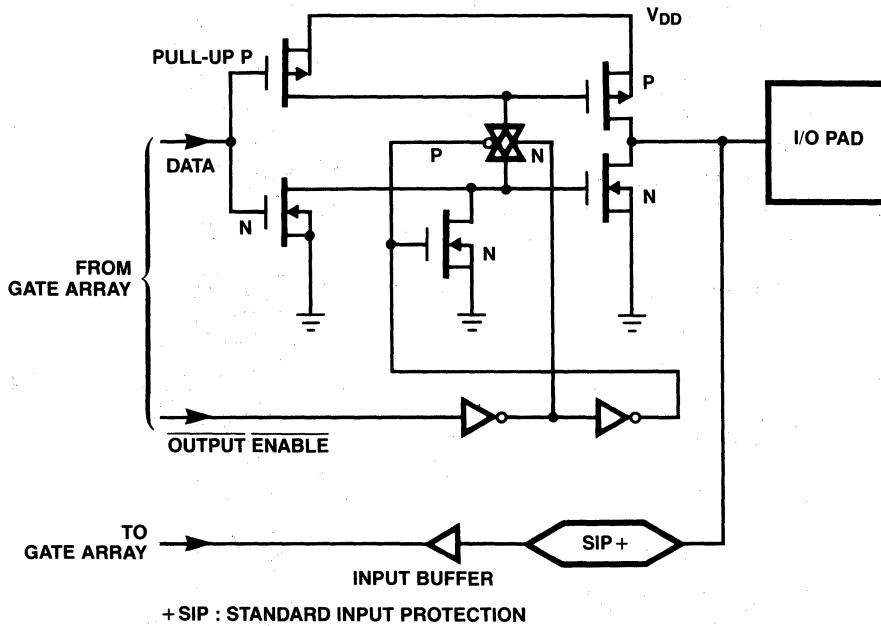 VDD
PULL-UP P
P
I/O PAD
P
N
DATA
N
N
N
FROM
GATE ARRAY
OUTPUT ENABLE
TO
GATE ARRAY
SIP +
INPUT BUFFER
+ SIP : STANDARD INPUT PROTECTION